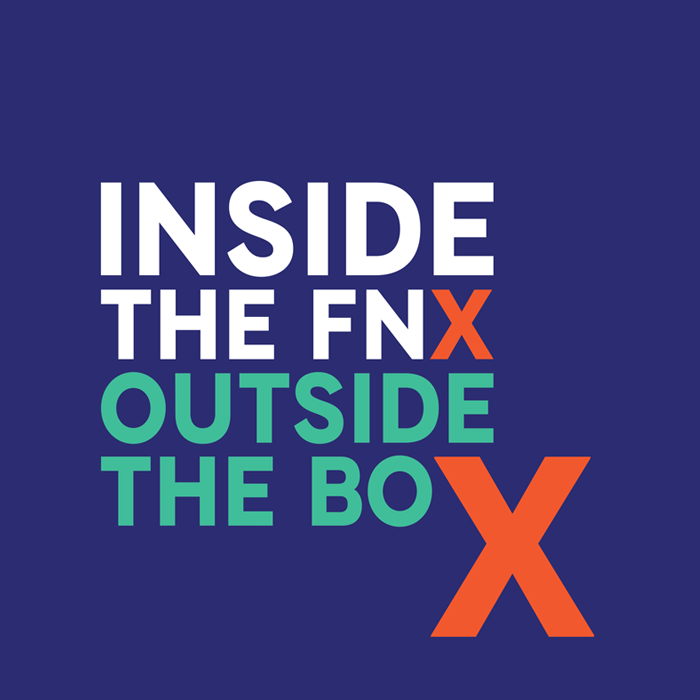 INSIDE
THE FNX
OUTSIDE
THE BOX